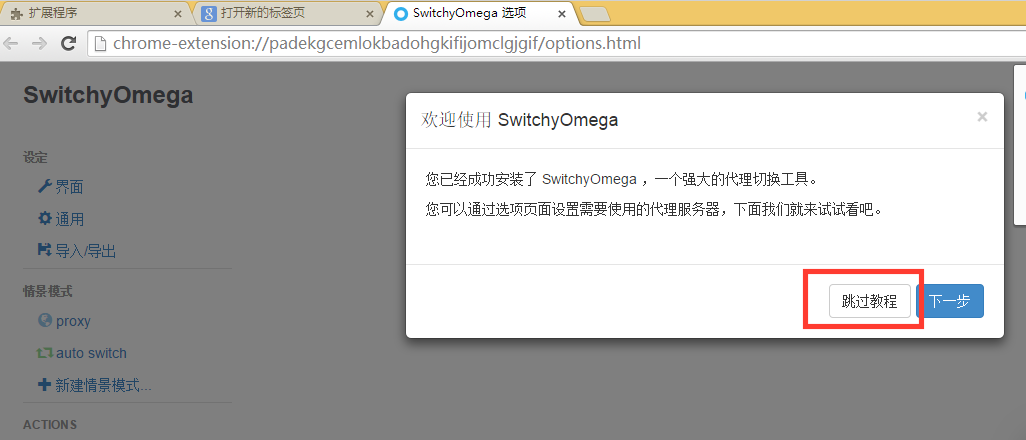 扩展程序
打开新的标签页
SwitchyOmega 选项
chrome-extension://padekgcemlokbadohgkifijomclgjgif/options.html
SwitchyOmega
设定
界面
通用
导入/导出
情景模式
proxy
auto switch
新建情景模式...
ACTIONS
欢迎使用 SwitchyOmega
×
您已经成功安装了 SwitchyOmega ，一个强大的代理切换工具。
您可以通过选项页面设置需要使用的代理服务器，下面我们就来试试看吧。
跳过教程
下一步